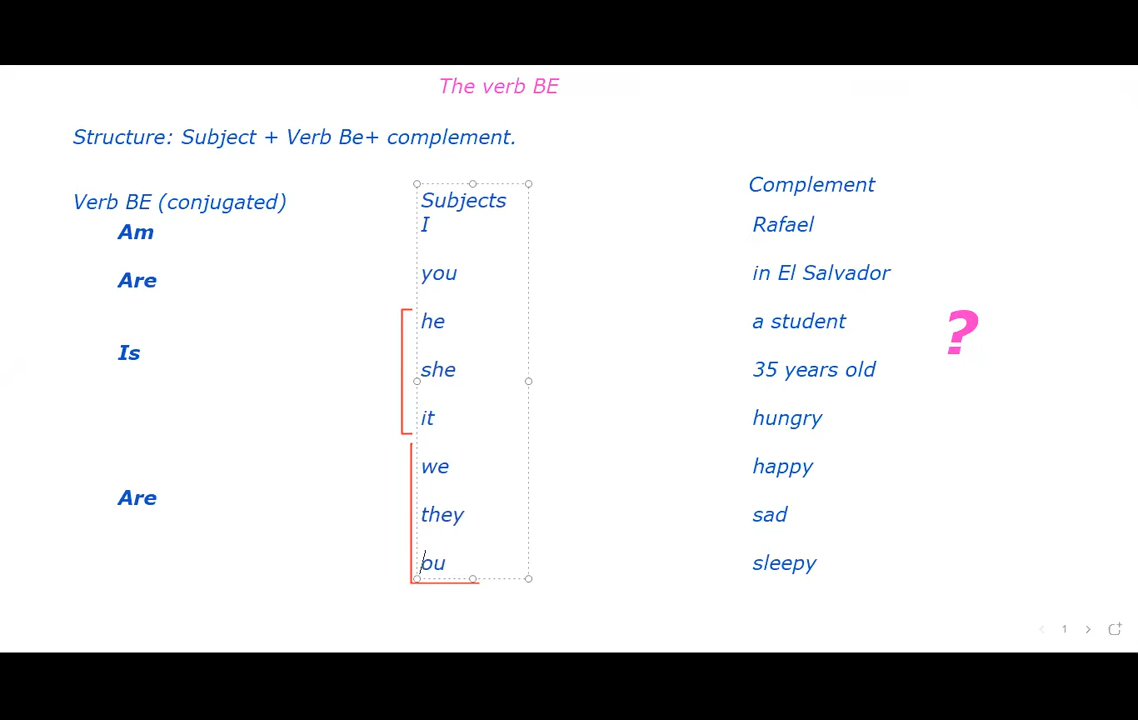 The verb BE
Structure: Subject + Verb Be+ complement.
Verb BE (conjugated)
Am
Are
Is
Are
Subjects
I
you
he
she
it
we
they
ou
Complement
Rafael
in El Salvador
a student
35 years old
hungry
happy
sad
sleepy
?
1